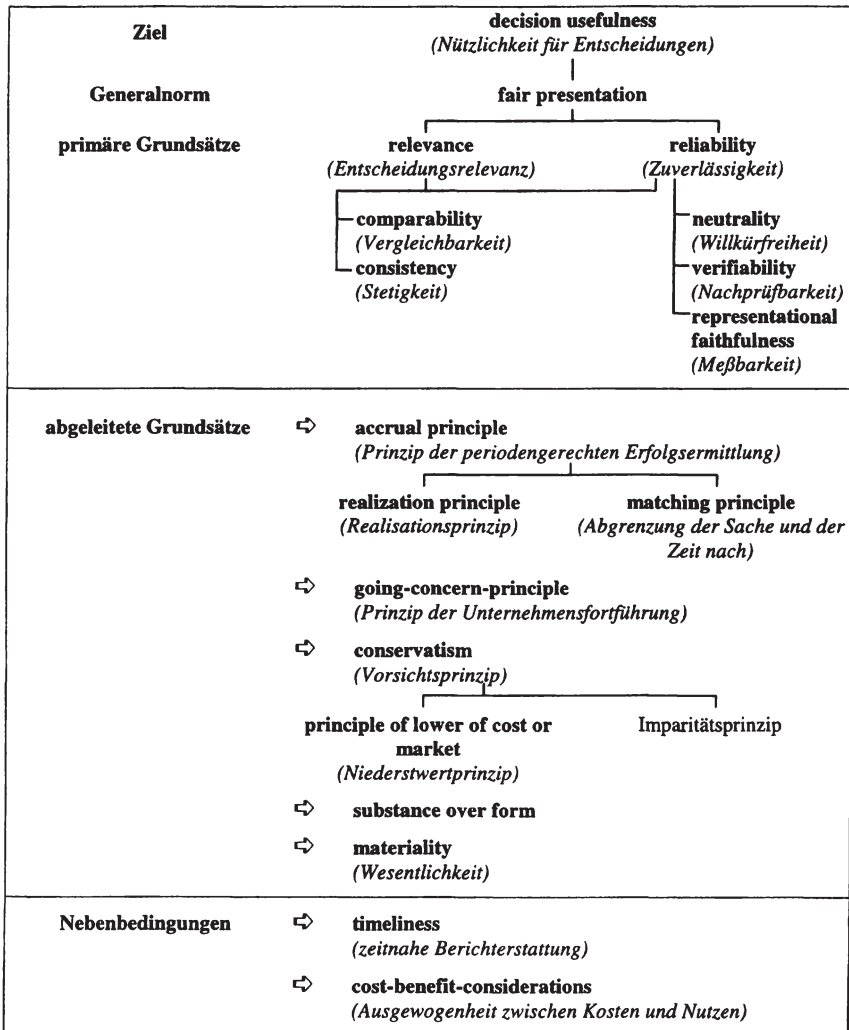 Ziel decision usefulness
(Nützlichkeit für Entscheidungen)
Generalnorm fair presentation
primäre Grundsätze relevance reliability
(Entscheidungsrelevanz) (Zuverlässigkeit)
comparability neutrality
(Vergleichbarkeit) (Willkürfreiheit)
consistency verifiability
(Stetigkeit) (Nachprüfbarkeit)
representational
faithfulness
(Meßbarkeit)
abgeleitete Grundsätze ➪ accrual principle
(Prinzip der periodengerechten Erfolgsermittlung)
realization principle matching principle
(Realisationsprinzip) (Abgrenzung der Sache und der
Zeit nach)
➪ going-concern-principle
(Prinzip der Unternehmensfortführung)
➪ conservatism
(Vorsichtsprinzip)
principle of lower of cost or Imparitätsprinzip
market
(Niederstwertprinzip)
➪ substance over form
➪ materiality
(Wesentlichkeit)
Nebenbedingungen ➪ timeliness
(zeitnahe Berichterstattung)
➪ cost-benefit-considerations
(Ausgewogenheit zwischen Kosten und Nutzen)